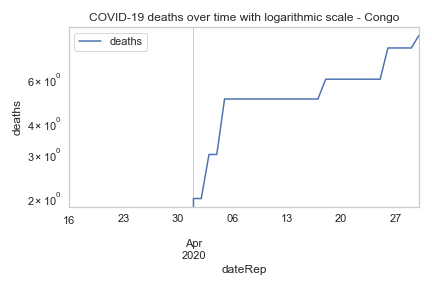 COVID-19 deaths over time with logarithmic scale - Congo
deaths
6 × 10⁰
4 × 10⁰
3 × 10⁰
2 × 10⁰
deaths
16 23 30 06 13 20 27
Apr
2020
dateRep